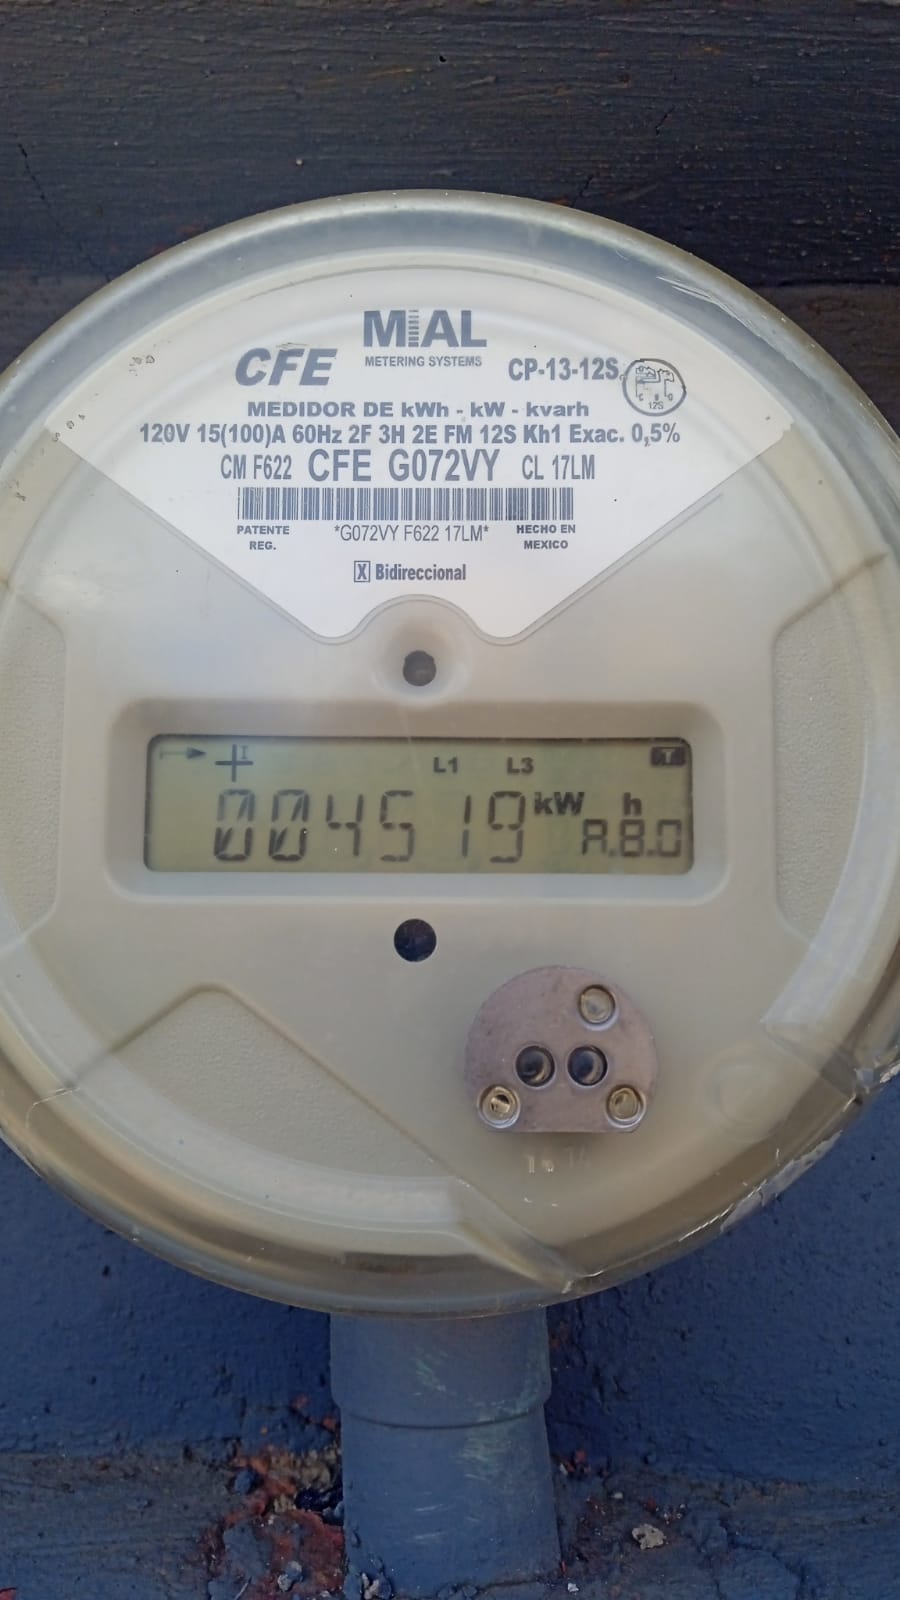 MIAL
METERING SYSTEMS
CFE
CP-13-12S
12S
MEDIDOR DE kWh - kW - kvarh
120V 15(100)A 60Hz 2F 3H 2E FM 12S Kh1 Exac. 0,5%
CM F622 CFE G072VY CL 17LM
PATENTE REG.
*G072VY F622 17LM*
HECHO EN MEXICO
X Bidireccional
L1 L3
004519 kW h
A.B.0